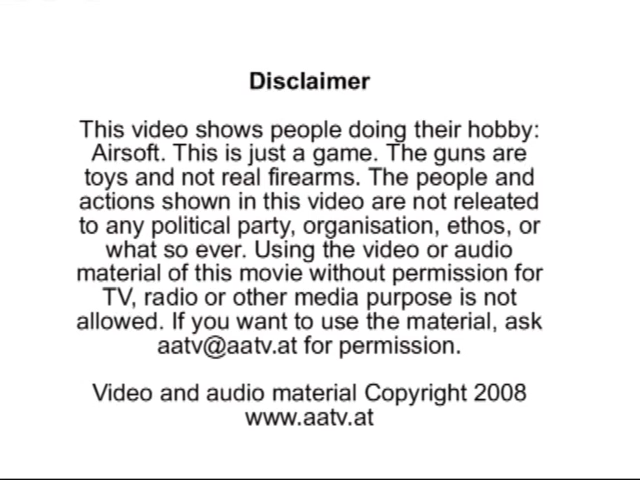 Disclaimer
This video shows people doing their hobby:
Airsoft. This is just a game. The guns are
toys and not real firearms. The people and
actions shown in this video are not releated
to any political party, organisation, ethos, or
what so ever. Using the video or audio
material of this movie without permission for
TV, radio or other media purpose is not
allowed. If you want to use the material, ask
aatv@aatv.at for permission.
Video and audio material Copyright 2008
www.aatv.at